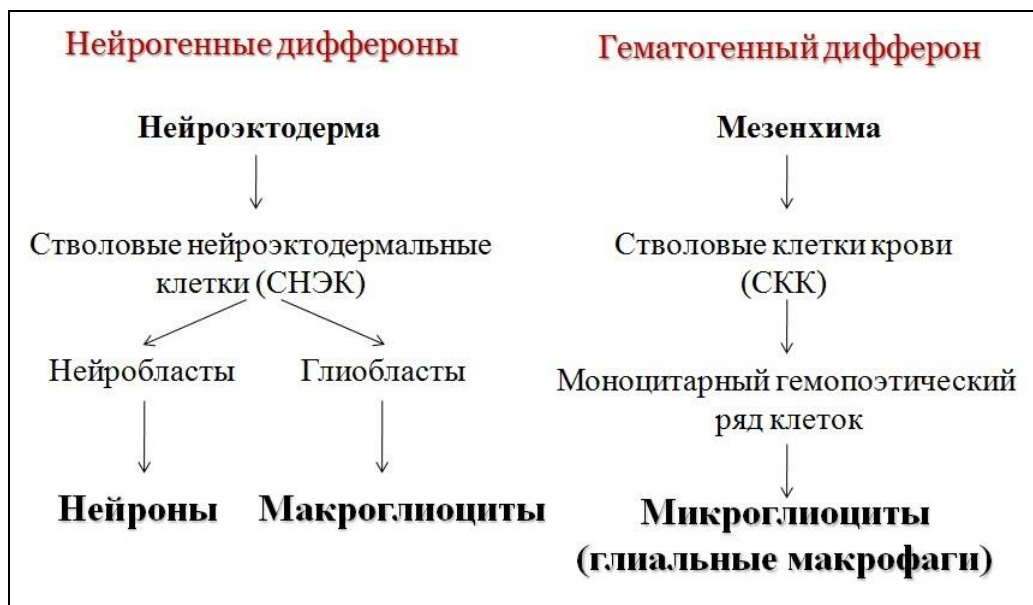 Нейрогенные диффероны
Нейроэктодерма
Стволовые нейроэктодермальные
клетки (СНЭК)
Нейробласты
Глиобласты
Нейроны
Макроглиоциты
Гематогенный дифферон
Мезенхима
Стволовые клетки крови
(СКК)
Моноцитарный гемопоэтический
ряд клеток
Микроглиоциты
(глиальные макрофаги)